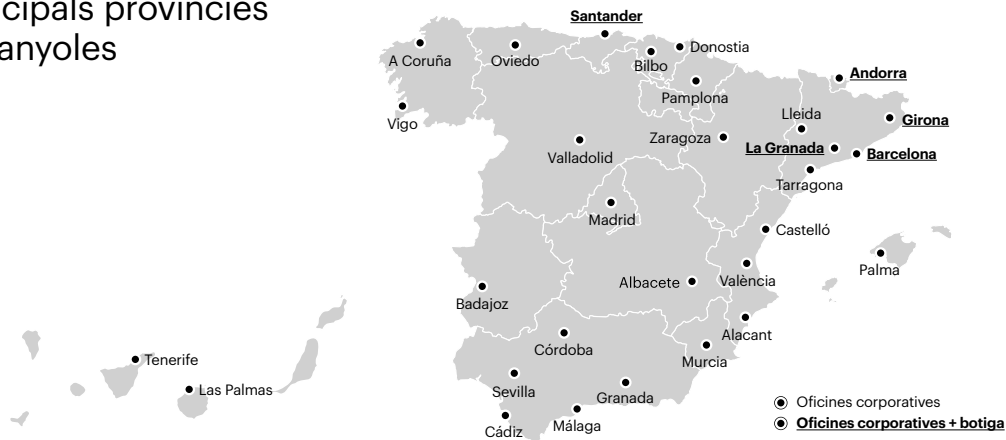 cipals províncies
anyoles
Santander
A Coruña
Oviedo
Bilbo
Donostia
Pamplona
Andorra
Vigo
Lleida
Girona
Zaragoza
La Granada
Barcelona
Valladolid
Tarragona
Madrid
Castelló
Palma
Albacete
València
Badajoz
Alacant
Córdoba
Murcia
Tenerife
Las Palmas
Sevilla
Granada
Cádiz
Málaga
Oficines corporatives
Oficines corporatives + botiga